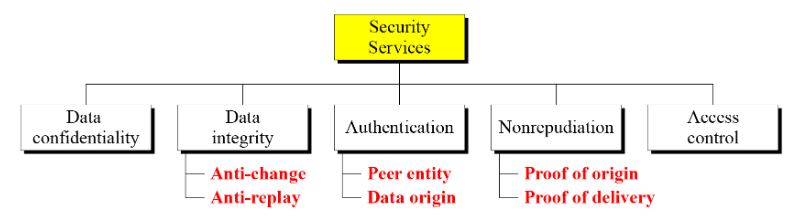 Security
Services
Data
confidentiality
Data
integrity
Authentication
Nonrepudiation
Access
control
Anti-change
Anti-replay
Peer entity
Data origin
Proof of origin
Proof of delivery